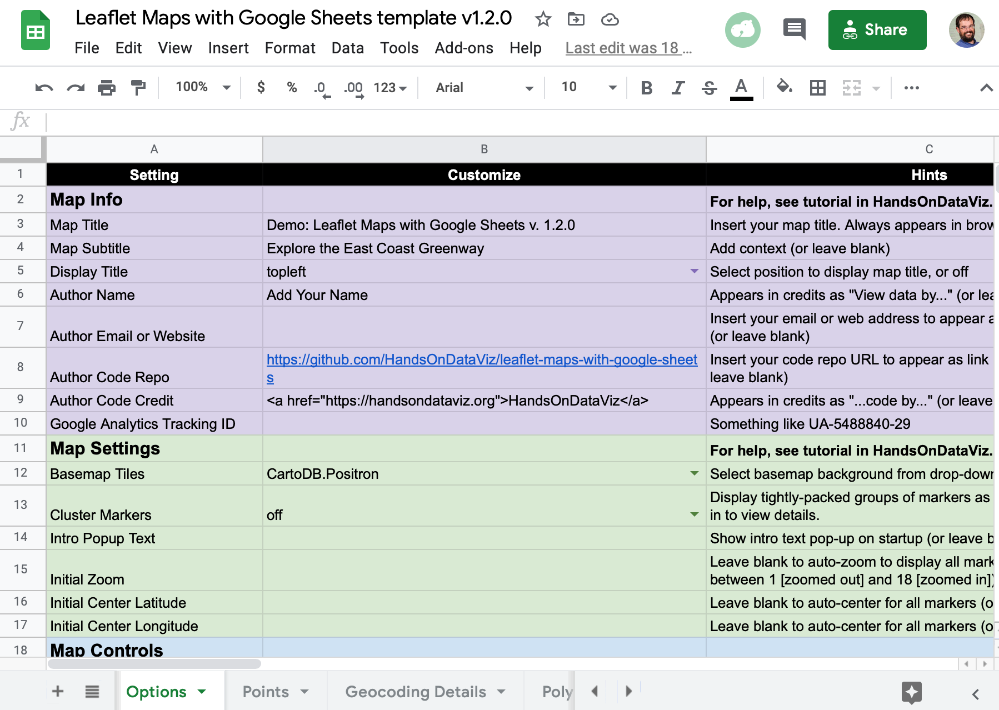 Leaflet Maps with Google Sheets template v1.2.0
File Edit View Insert Format Data Tools Add-ons Help Last edit was 18 ...
Share
100% $ % .0 .00 123 Arial 10 B I S A
fx
A B C
1 Setting Customize Hints
2 Map Info For help, see tutorial in HandsOnDataViz.
3 Map Title Demo: Leaflet Maps with Google Sheets v. 1.2.0 Insert your map title. Always appears in brow
4 Map Subtitle Explore the East Coast Greenway Add context (or leave blank)
5 Display Title topleft Select position to display map title, or off
6 Author Name Add Your Name Appears in credits as "View data by..." (or lea
Insert your email or web address to appear a
7 Author Email or Website (or leave blank)
https://github.com/HandsOnDataViz/leaflet-maps-with-google-sheet Insert your code repo URL to appear as link
8 Author Code Repo s leave blank)
9 Author Code Credit <a href="https://handsondataviz.org">HandsOnDataViz</a> Appears in credits as "...code by..." (or leave
10 Google Analytics Tracking ID Something like UA-5488840-29
11 Map Settings For help, see tutorial in HandsOnDataViz.
12 Basemap Tiles CartoDB.Positron Select basemap background from drop-down
Display tightly-packed groups of markers as
13 Cluster Markers off in to view details.
14 Intro Popup Text Show intro text pop-up on startup (or leave b
Leave blank to auto-zoom to display all mark
15 Initial Zoom between 1 [zoomed out] and 18 [zoomed in])
16 Initial Center Latitude Leave blank to auto-center for all markers (o
17 Initial Center Longitude Leave blank to auto-center for all markers (o
18 Map Controls
Options Points Geocoding Details Poly